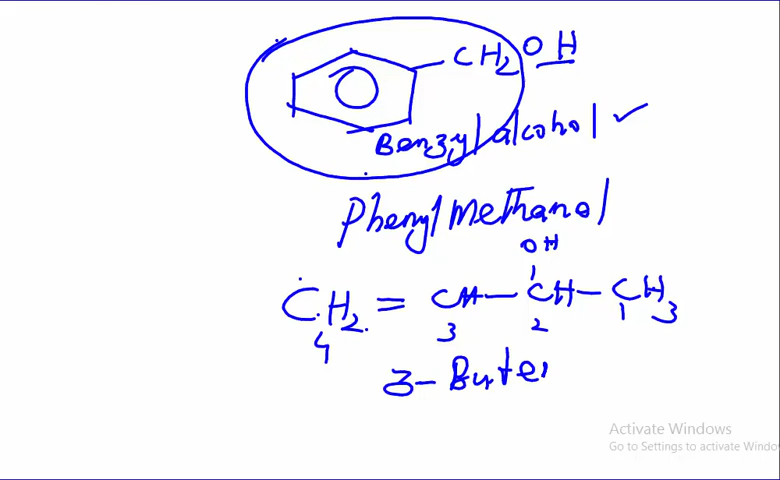 CH2OH
Benzyl alcohol ✓
Phenyl Methanol
OH
CH2 = CH - CH - CH3
4 3 2 1
3-Buten
Activate Windows
Go to Settings to activate Windo